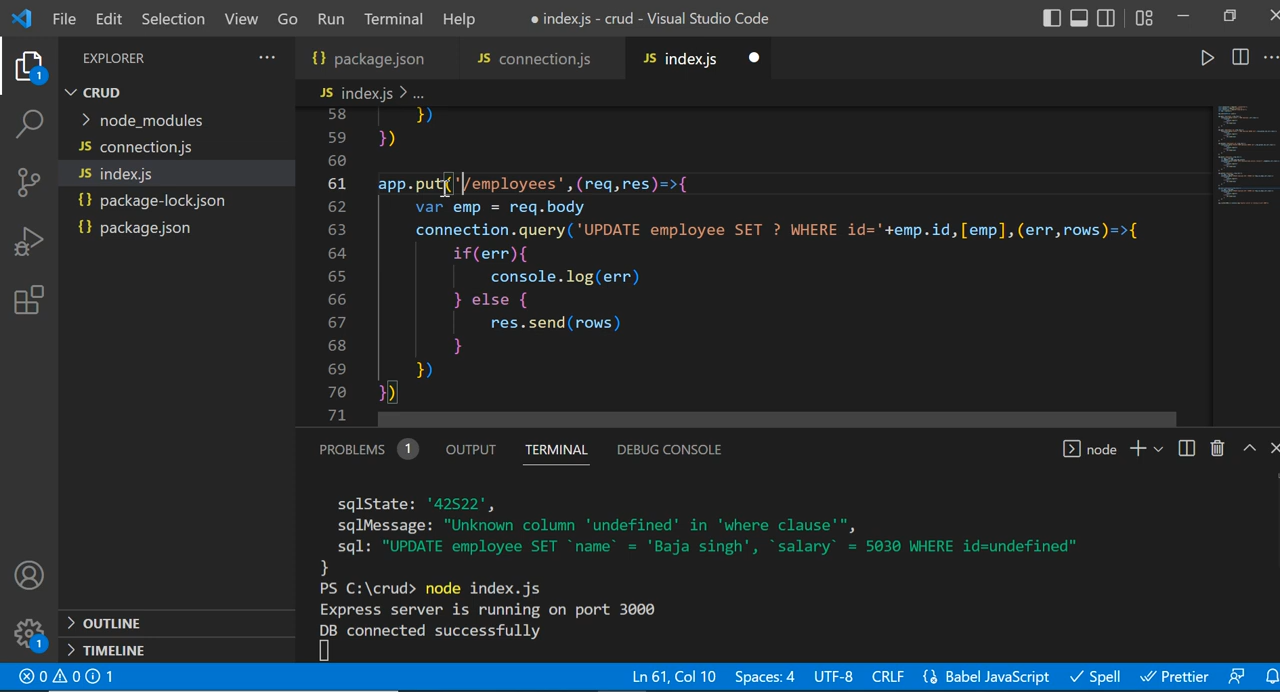 File Edit Selection View Go Run Terminal Help ● index.js - crud - Visual Studio Code
EXPLORER ···
{} package.json JS connection.js JS index.js ●
1
CRUD
JS index.js > ...
node_modules
JS connection.js
JS index.js
{} package-lock.json
{} package.json
58 })
59 })
60
61 app.put('/employees',(req,res)=>{
62 var emp = req.body
63 connection.query('UPDATE employee SET ? WHERE id='+emp.id,[emp],(err,rows)=>{
64 if(err){
65 console.log(err)
66 } else {
67 res.send(rows)
68 }
69 })
70 })
71
PROBLEMS 1 OUTPUT TERMINAL DEBUG CONSOLE node
sqlState: '42S22',
sqlMessage: "Unknown column 'undefined' in 'where clause'",
sql: "UPDATE employee SET `name` = 'Baja singh', `salary` = 5030 WHERE id=undefined"
}
PS C:\crud> node index.js
Express server is running on port 3000
DB connected successfully
OUTLINE
1
TIMELINE
0 0 1 Ln 61, Col 10 Spaces: 4 UTF-8 CRLF {} Babel JavaScript Spell Prettier